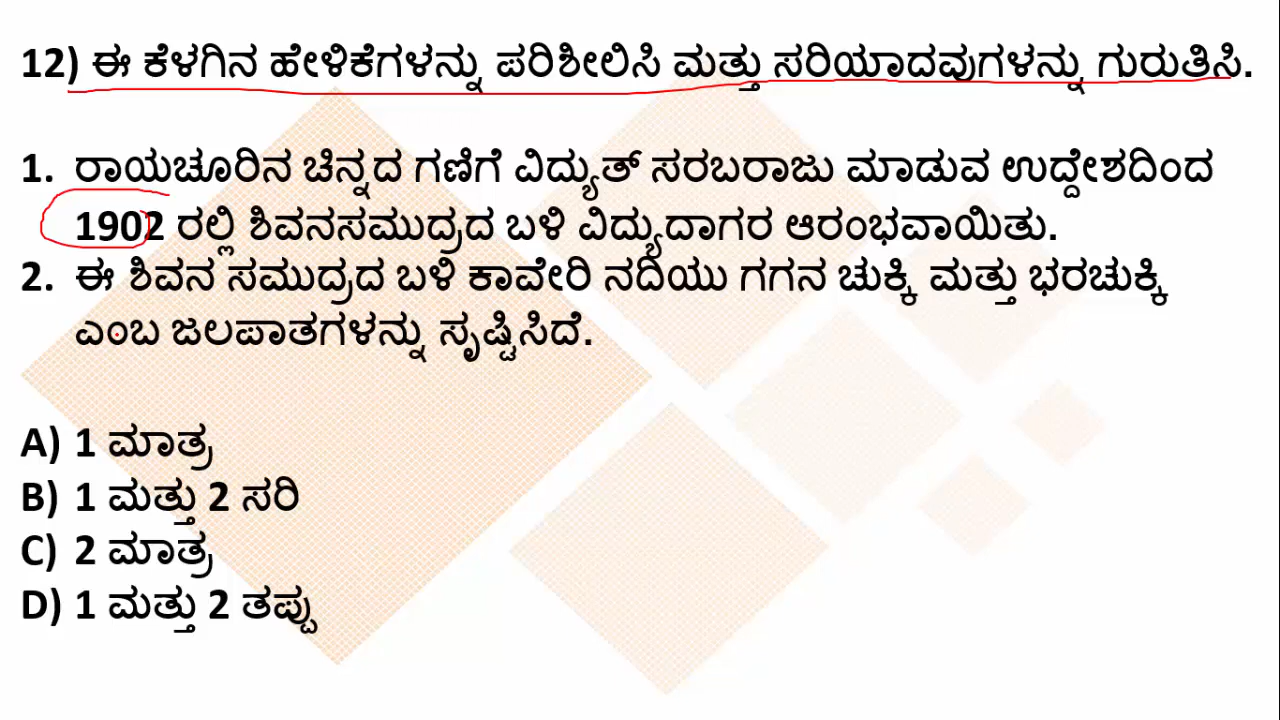 12) ಈ ಕೆಳಗಿನ ಹೇಳಿಕೆಗಳನ್ನು ಪರಿಶೀಲಿಸಿ ಮತ್ತು ಸರಿಯಾದವುಗಳನ್ನು ಗುರುತಿಸಿ.
1. ರಾಯಚೂರಿನ ಚಿನ್ನದ ಗಣಿಗೆ ವಿದ್ಯುತ್ ಸರಬರಾಜು ಮಾಡುವ ಉದ್ದೇಶದಿಂದ
1902 ರಲ್ಲಿ ಶಿವನಸಮುದ್ರದ ಬಳಿ ವಿದ್ಯುದಾಗರ ಆರಂಭವಾಯಿತು.
2. ಈ ಶಿವನ ಸಮುದ್ರದ ಬಳಿ ಕಾವೇರಿ ನದಿಯು ಗಗನ ಚುಕ್ಕಿ ಮತ್ತು ಭರಚುಕ್ಕಿ
ಎಂಬ ಜಲಪಾತಗಳನ್ನು ಸೃಷ್ಟಿಸಿದೆ.
A) 1 ಮಾತ್ರ
B) 1 ಮತ್ತು 2 ಸರಿ
C) 2 ಮಾತ್ರ
D) 1 ಮತ್ತು 2 ತಪ್ಪು